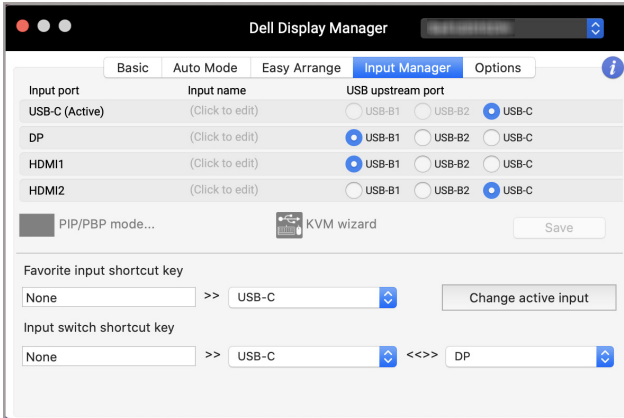 Dell Display Manager
Basic Auto Mode Easy Arrange Input Manager Options i
Input port Input name USB upstream port
USB-C (Active) (Click to edit) USB-B1 USB-B2 USB-C
DP (Click to edit) USB-B1 USB-B2 USB-C
HDMI1 (Click to edit) USB-B1 USB-B2 USB-C
HDMI2 (Click to edit) USB-B1 USB-B2 USB-C
PIP/PBP mode... KVM wizard Save
Favorite input shortcut key
None >> USB-C Change active input
Input switch shortcut key
None >> USB-C <<>> DP